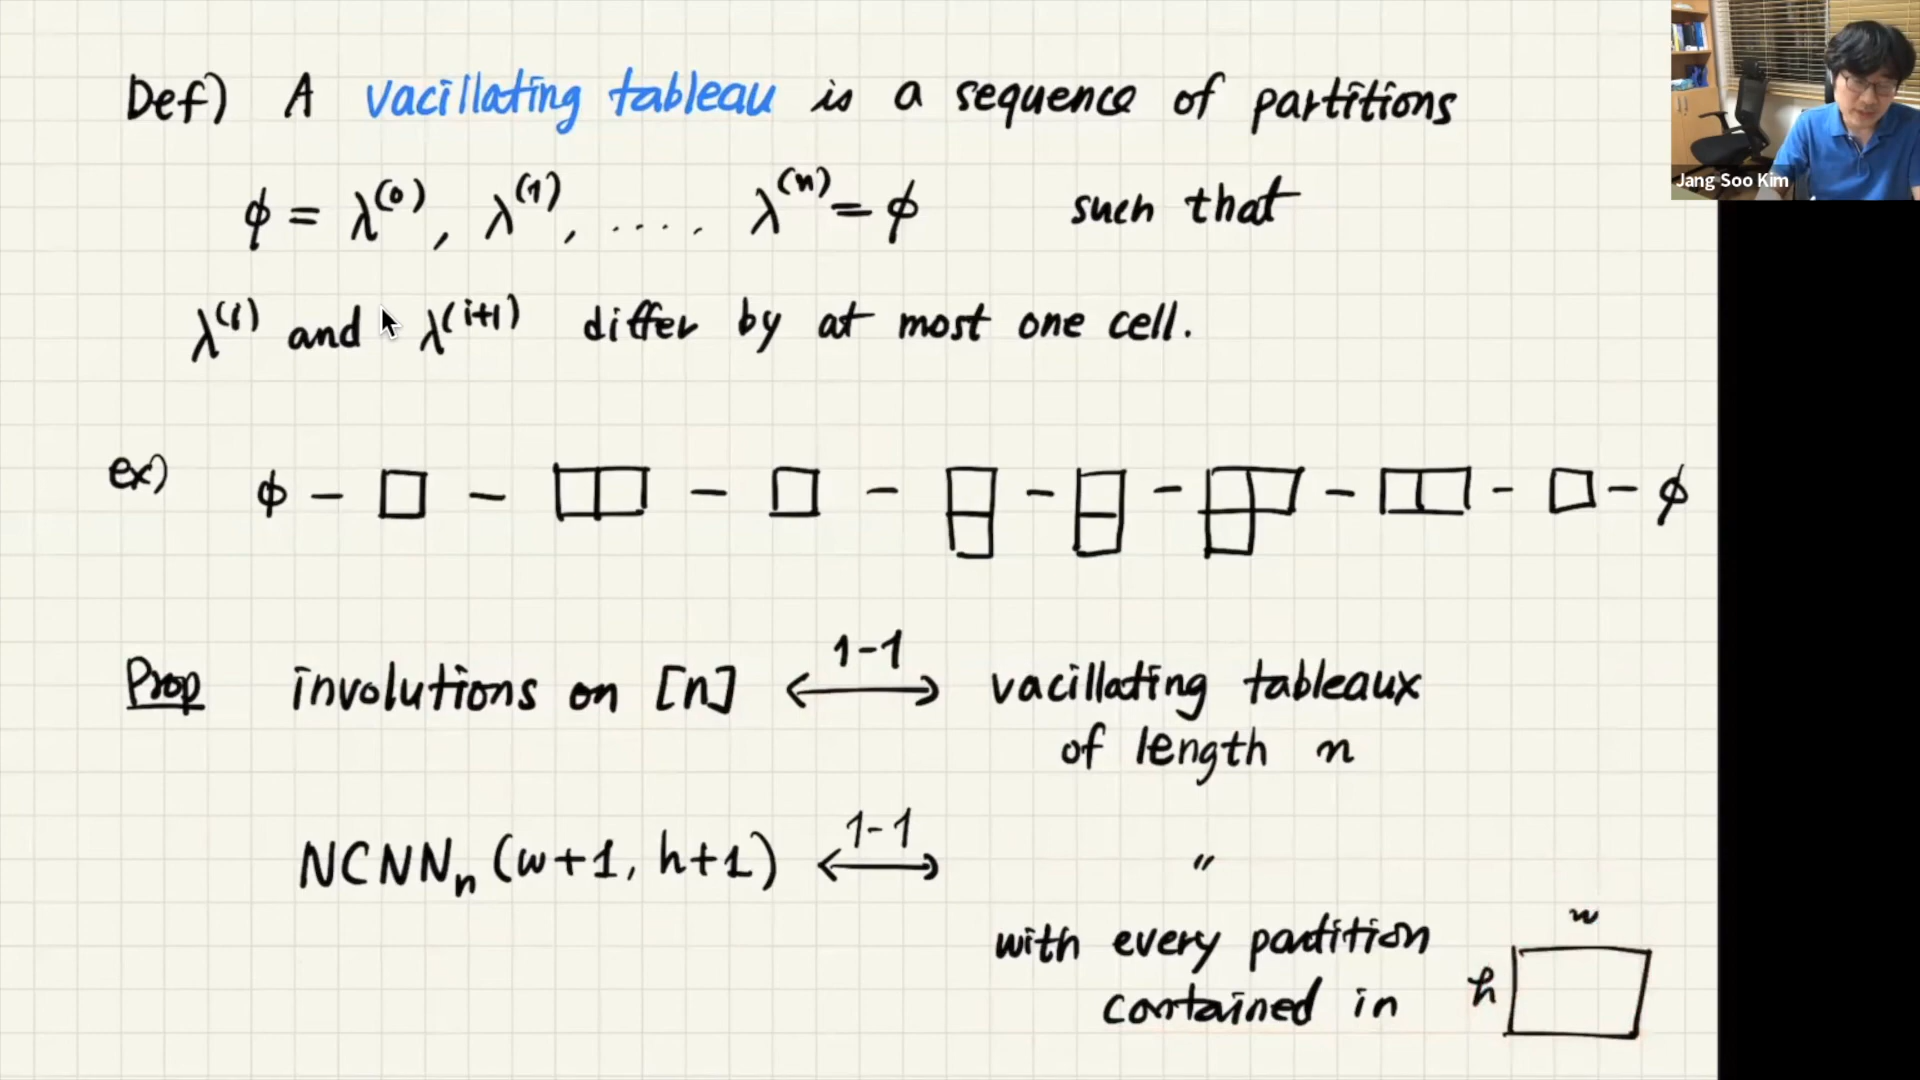 Def) A vacillating tableau is a sequence of partitions
ϕ = λ^(0), λ^(1), .... λ^(n) = ϕ such that
λ^(i) and λ^(i+1) differ by at most one cell.
ex) ϕ - □ - □□ - □ - - - - - □ - ϕ
Prop involutions on [n] <-1-1-> vacillating tableaux
of length n
NCNN_n (w+1, h+1) <-1-1-> "
with every partition
contained in
w
h
Jang Soo Kim